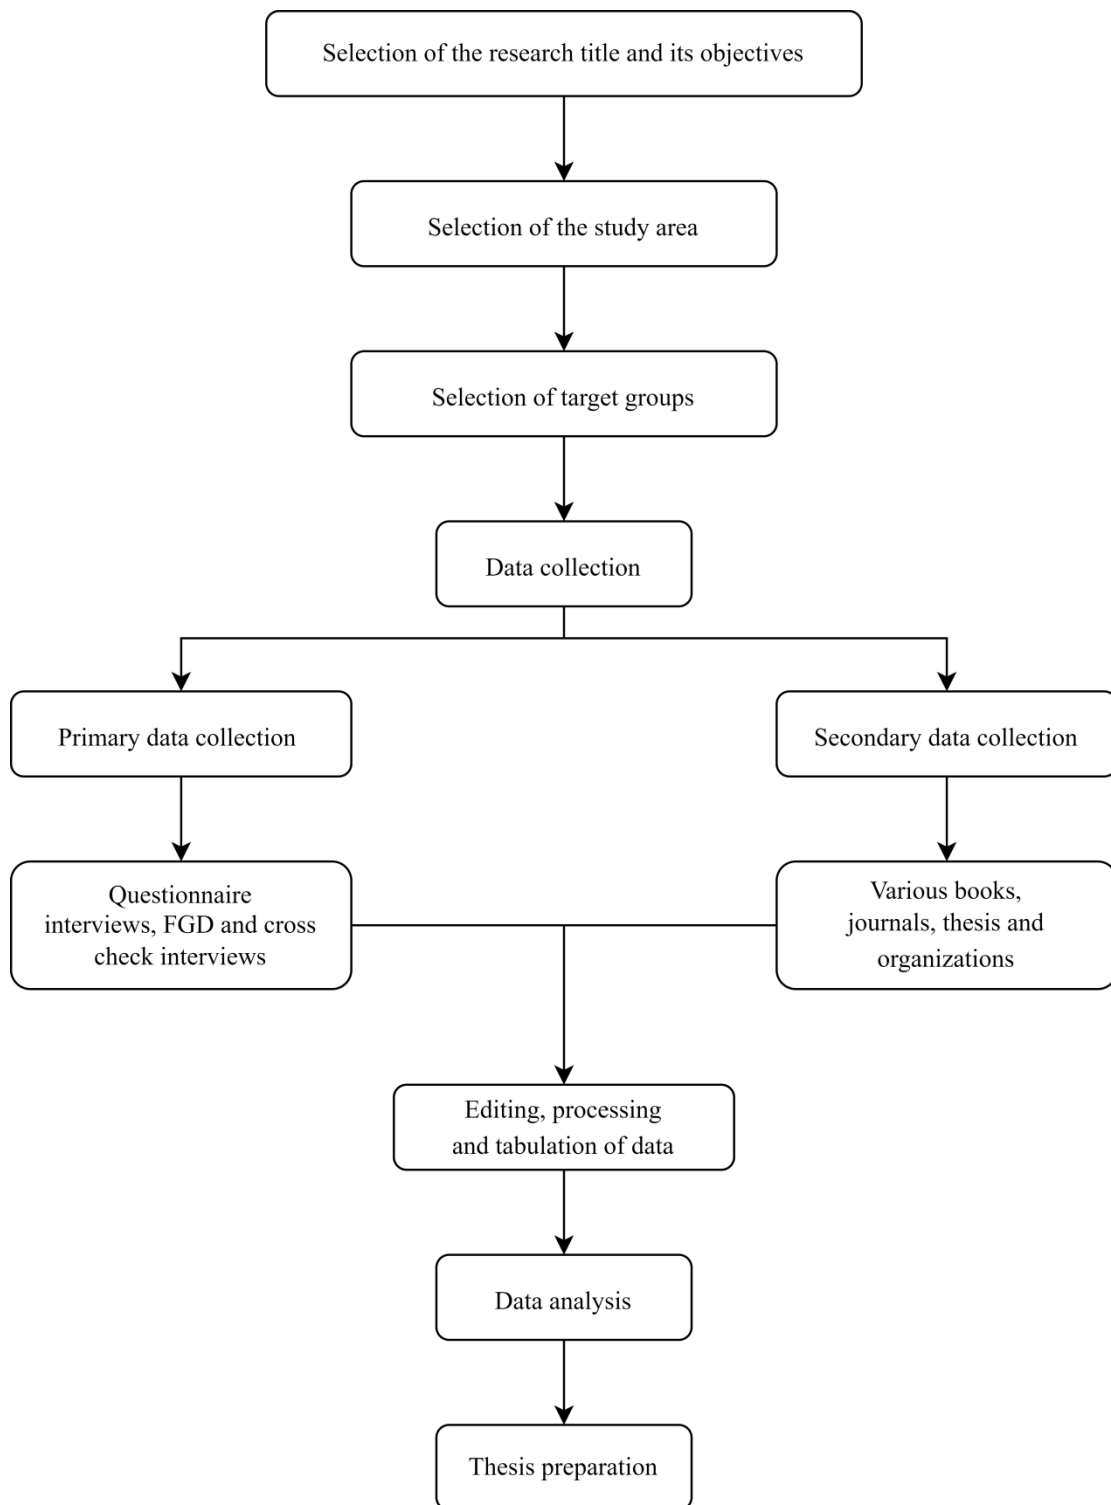 Selection of the research title and its objectives
Selection of the study area
Selection of target groups
Data collection
Primary data collection
Secondary data collection
Questionnaire
interviews, FGD and cross
check interviews
Various books,
journals, thesis and
organizations
Editing, processing
and tabulation of data
Data analysis
Thesis preparation